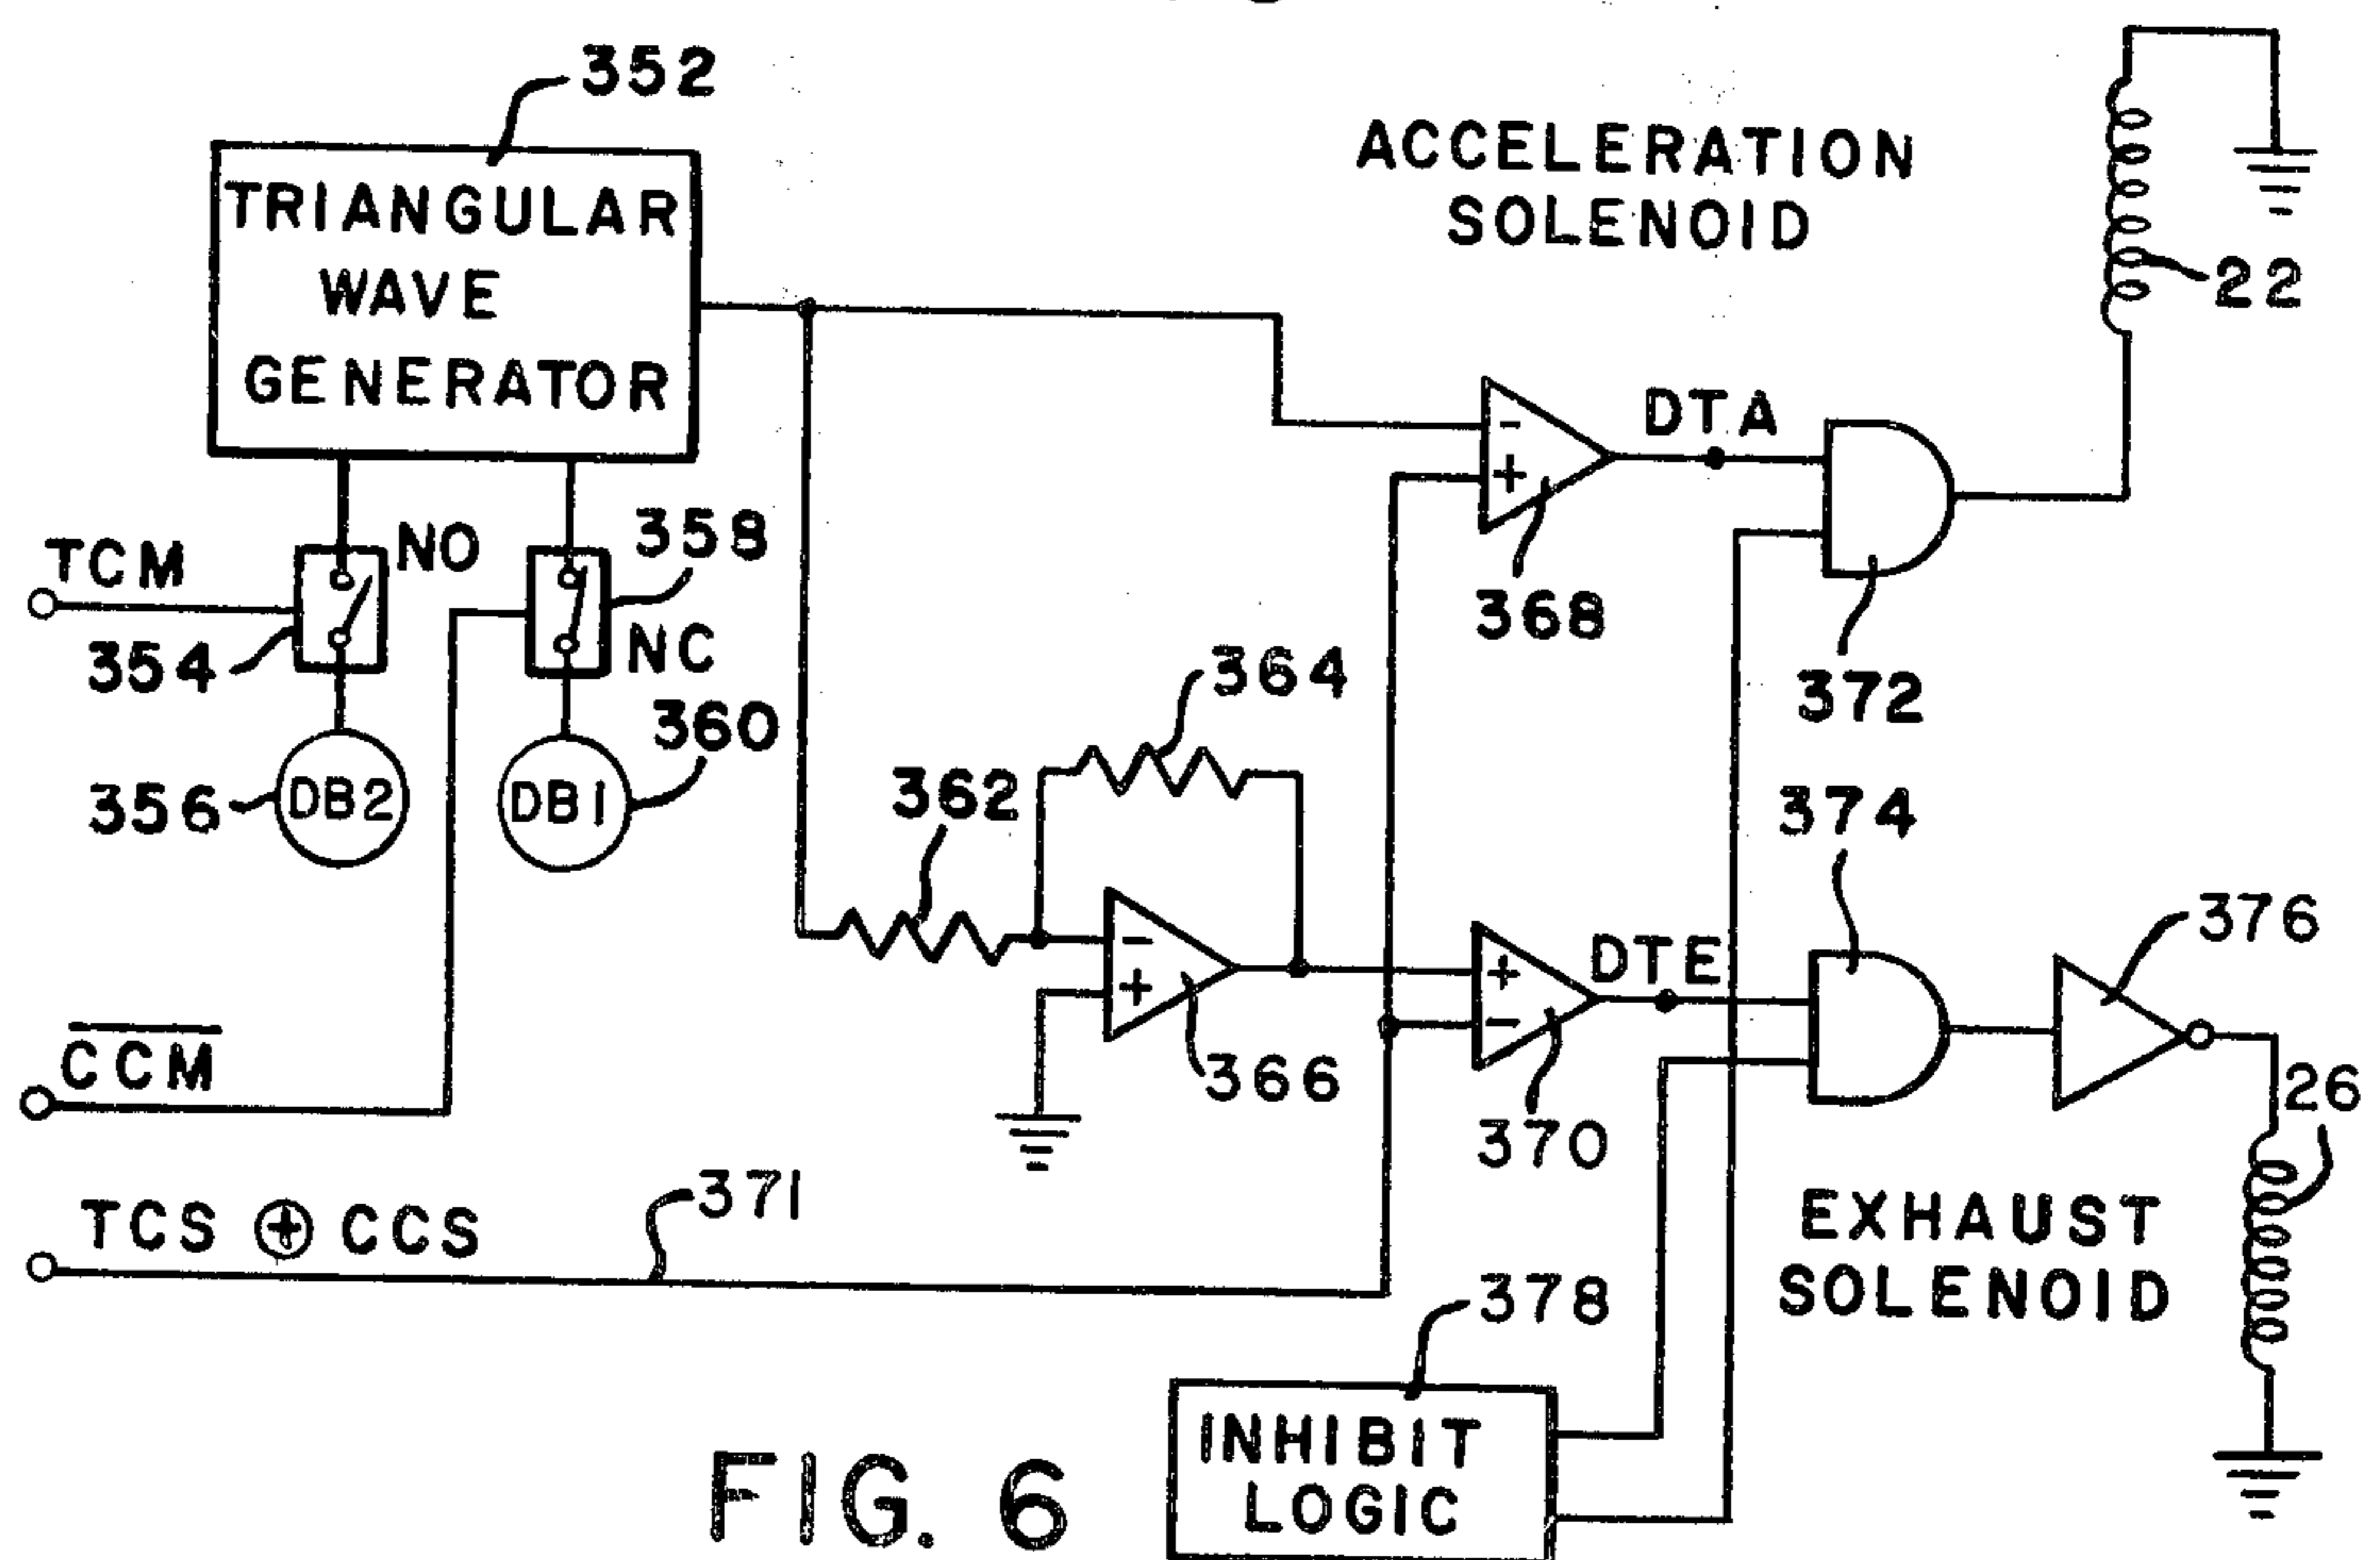 352
TRIANGULAR
WAVE
GENERATOR
ACCELERATION
SOLENOID
22
DTA
-
+
368
372
TCM
NO
354
358
NC
356
DB2
DB1
360
364
362
-
+
366
DTE
+
-
370
374
376
26
CCM
TCS ⊕ CCS
371
EXHAUST
SOLENOID
378
INHIBIT
LOGIC
FIG. 6